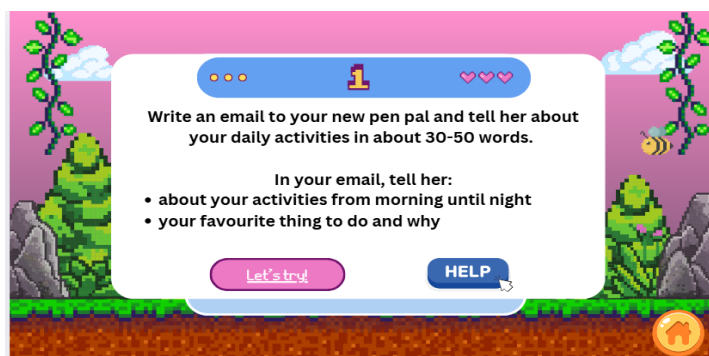 1
Write an email to your new pen pal and tell her about
your daily activities in about 30-50 words.
In your email, tell her:
• about your activities from morning until night
• your favourite thing to do and why
Let's try!
HELP